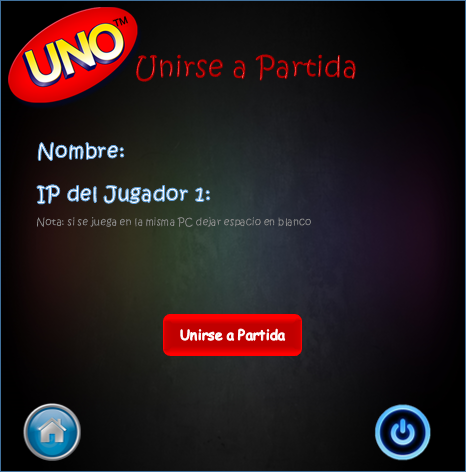 UNO™
Unirse a Partida
Nombre:
IP del Jugador 1:
Nota: si se juega en la misma PC dejar espacio en blanco
Unirse a Partida